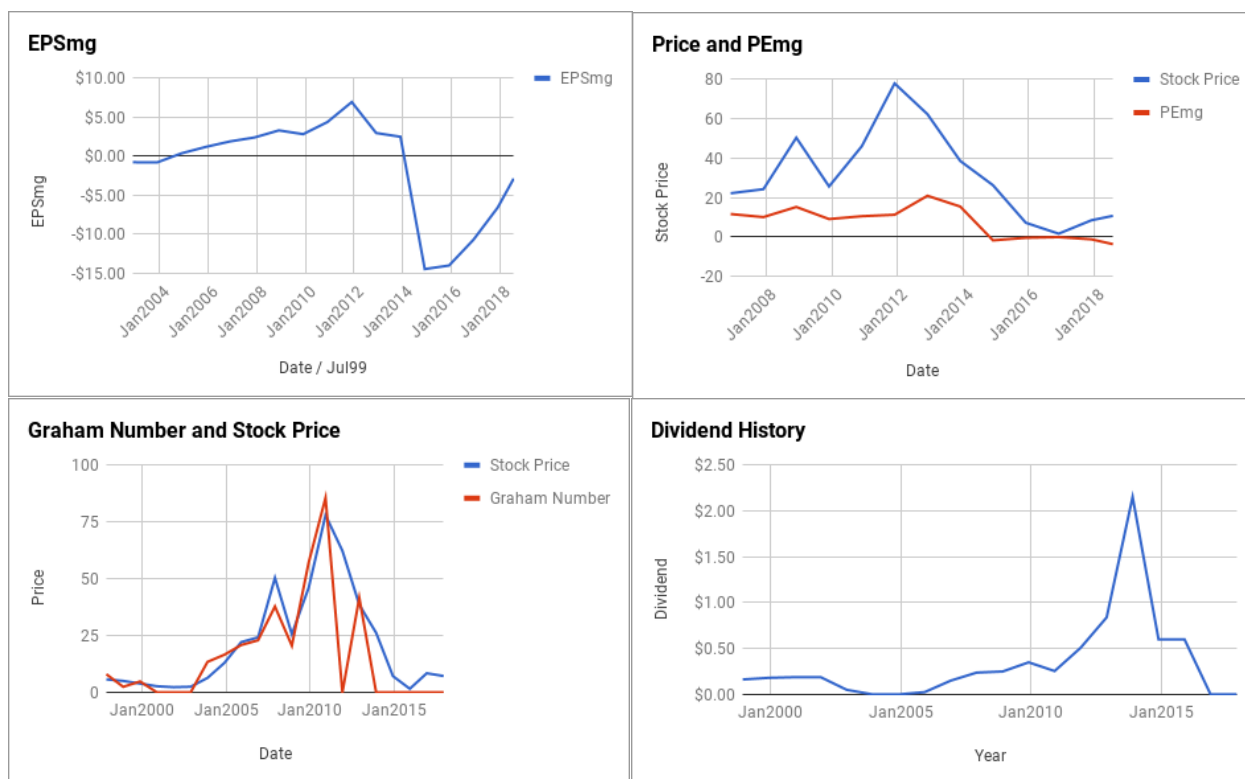 EPSmg
EPSmg
$10.00
$5.00
$0.00
-$5.00
-$10.00
-$15.00
EPSmg
Jan2004
Jan2006
Jan2008
Jan2010
Jan2012
Jan2014
Jan2016
Jan2018
Date / Jul99
Price and PEmg
Stock Price
PEmg
80
60
40
20
0
-20
Stock Price
Jan2008
Jan2010
Jan2012
Jan2014
Jan2016
Jan2018
Date
Graham Number and Stock Price
Stock Price
Graham Number
100
75
50
25
0
Price
Jan2000
Jan2005
Jan2010
Jan2015
Date
Dividend History
$2.50
$2.00
$1.50
$1.00
$0.50
$0.00
Dividend
Jan2000
Jan2005
Jan2010
Jan2015
Year